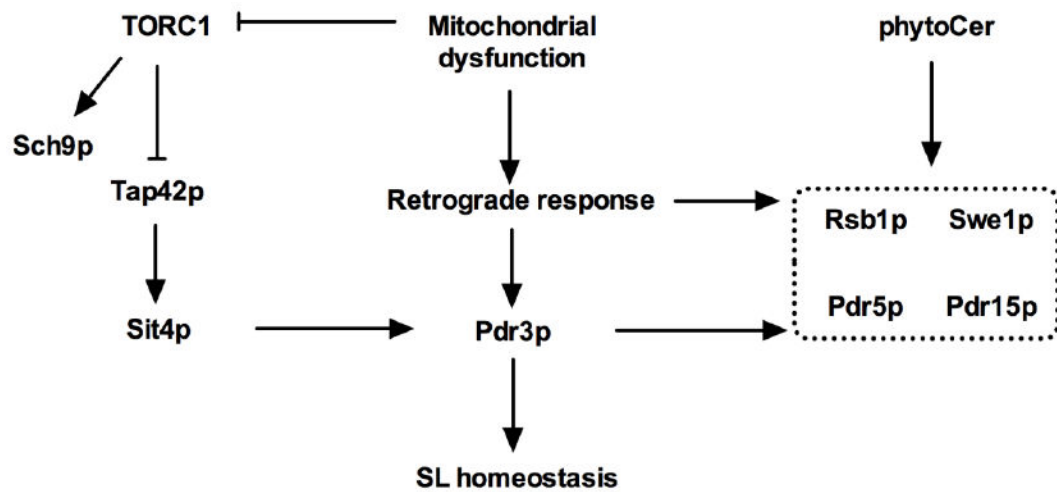 TORC1
Mitochondrial
dysfunction
phytoCer
Sch9p
Tap42p
Retrograde response
Rsb1p Swe1p
Sit4p
Pdr3p
Pdr5p Pdr15p
SL homeostasis